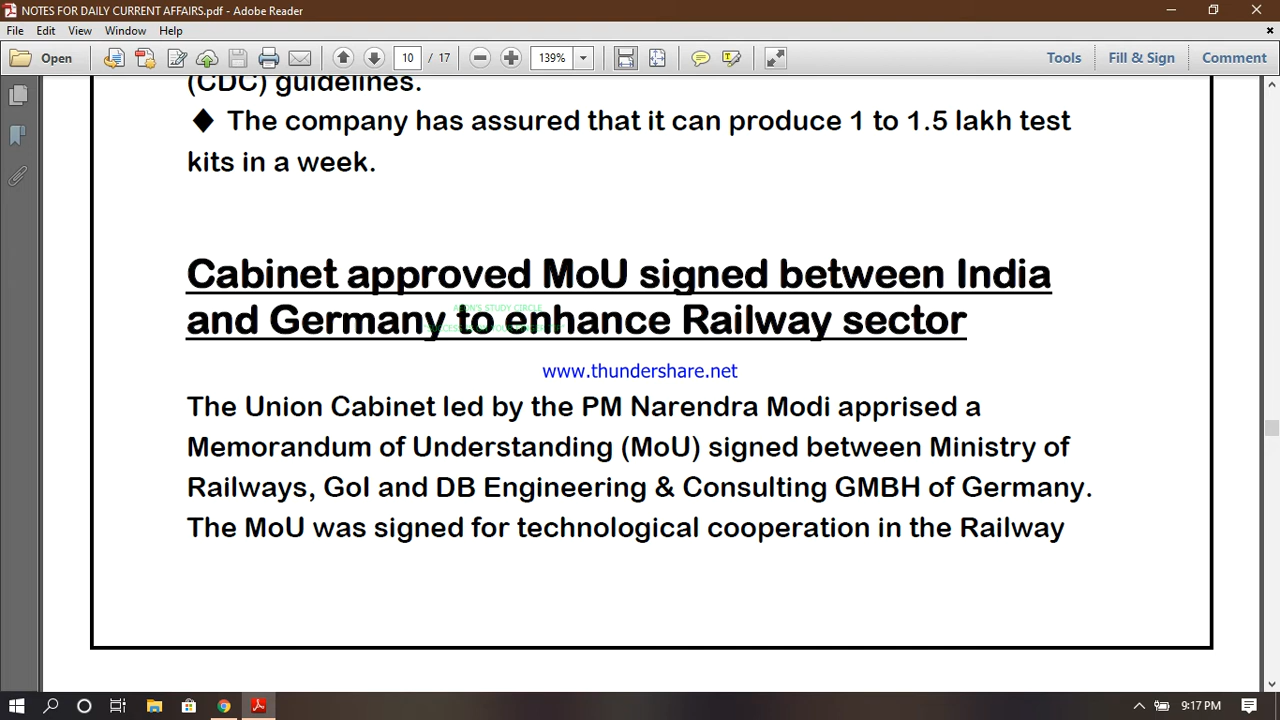 NOTES FOR DAILY CURRENT AFFAIRS.pdf - Adobe Reader
File Edit View Window Help
Open 10 / 17 139% Tools Fill & Sign Comment
(CDC) guidelines.
♦ The company has assured that it can produce 1 to 1.5 lakh test
kits in a week.
Cabinet approved MoU signed between India
and Germany to enhance Railway sector
STUDY CIRCLE
www.thundershare.net
The Union Cabinet led by the PM Narendra Modi apprised a
Memorandum of Understanding (MoU) signed between Ministry of
Railways, GoI and DB Engineering & Consulting GMBH of Germany.
The MoU was signed for technological cooperation in the Railway
9:17 PM